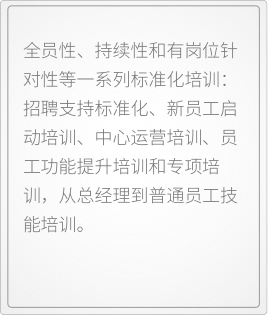 全员性、持续性和有岗位针
对性等一系列标准化培训：
招聘支持标准化、新员工启
动培训、中心运营培训、员
工功能提升培训和专项培
训，从总经理到普通员工技
能培训。